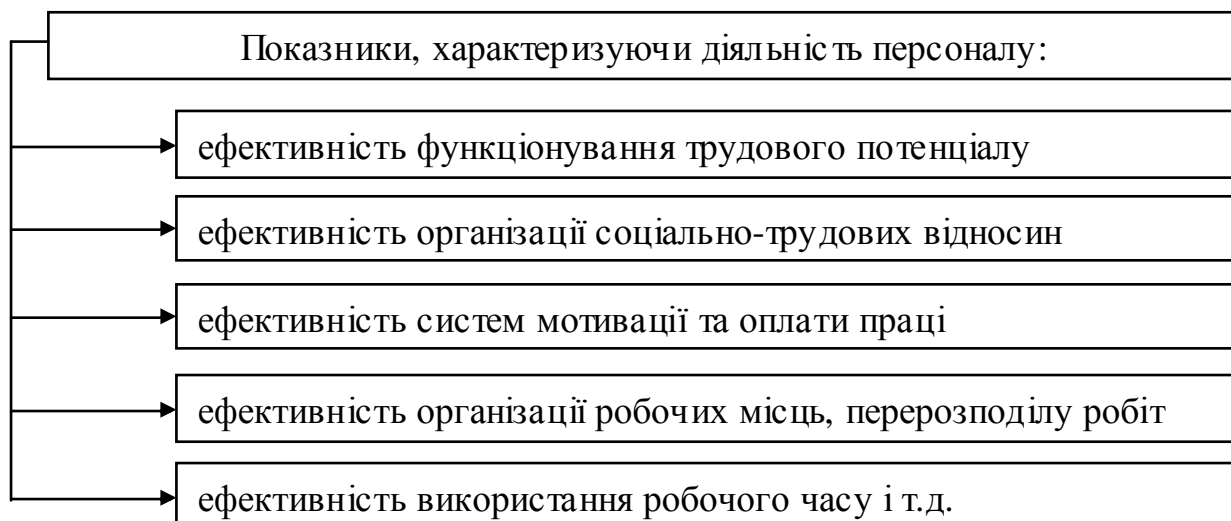 Показники, характеризуючи діяльність персоналу:
ефективність функціонування трудового потенціалу
ефективність організації соціально-трудових відносин
ефективність систем мотивації та оплати праці
ефективність організації робочих місць, перерозподілу робіт
ефективність використання робочого часу і т.д.